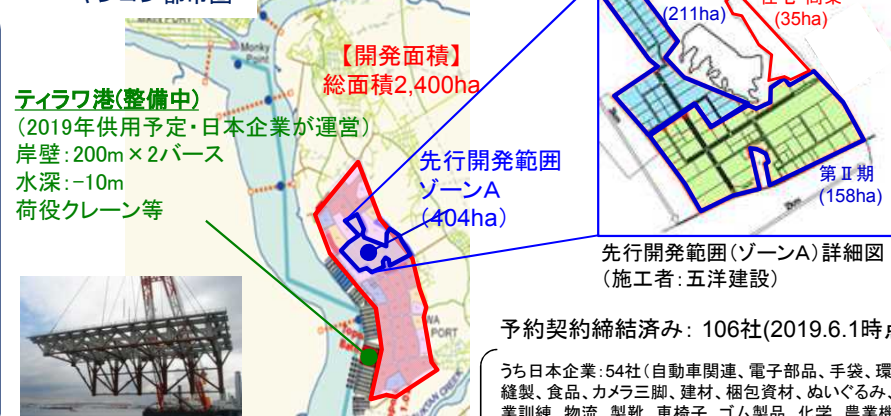 Monky
Point
【開発面積】
総面積2,400ha
ティラワ港(整備中)
(2019年供用予定・日本企業が運営)
岸壁:200m×2バース
水深:-10m
荷役クレーン等
先行開発範囲
ゾーンA
(404ha)
(211ha)
(35ha)
第Ⅱ期
(158ha)
先行開発範囲(ゾーンA)詳細図
(施工者:五洋建設)
PORT
予約契約締結済み: 106社(2019.6.1時
うち日本企業:54社(自動車関連、電子部品、手袋、環
縫製、食品、カメラ三脚、建材、梱包資材、ぬいぐるみ、